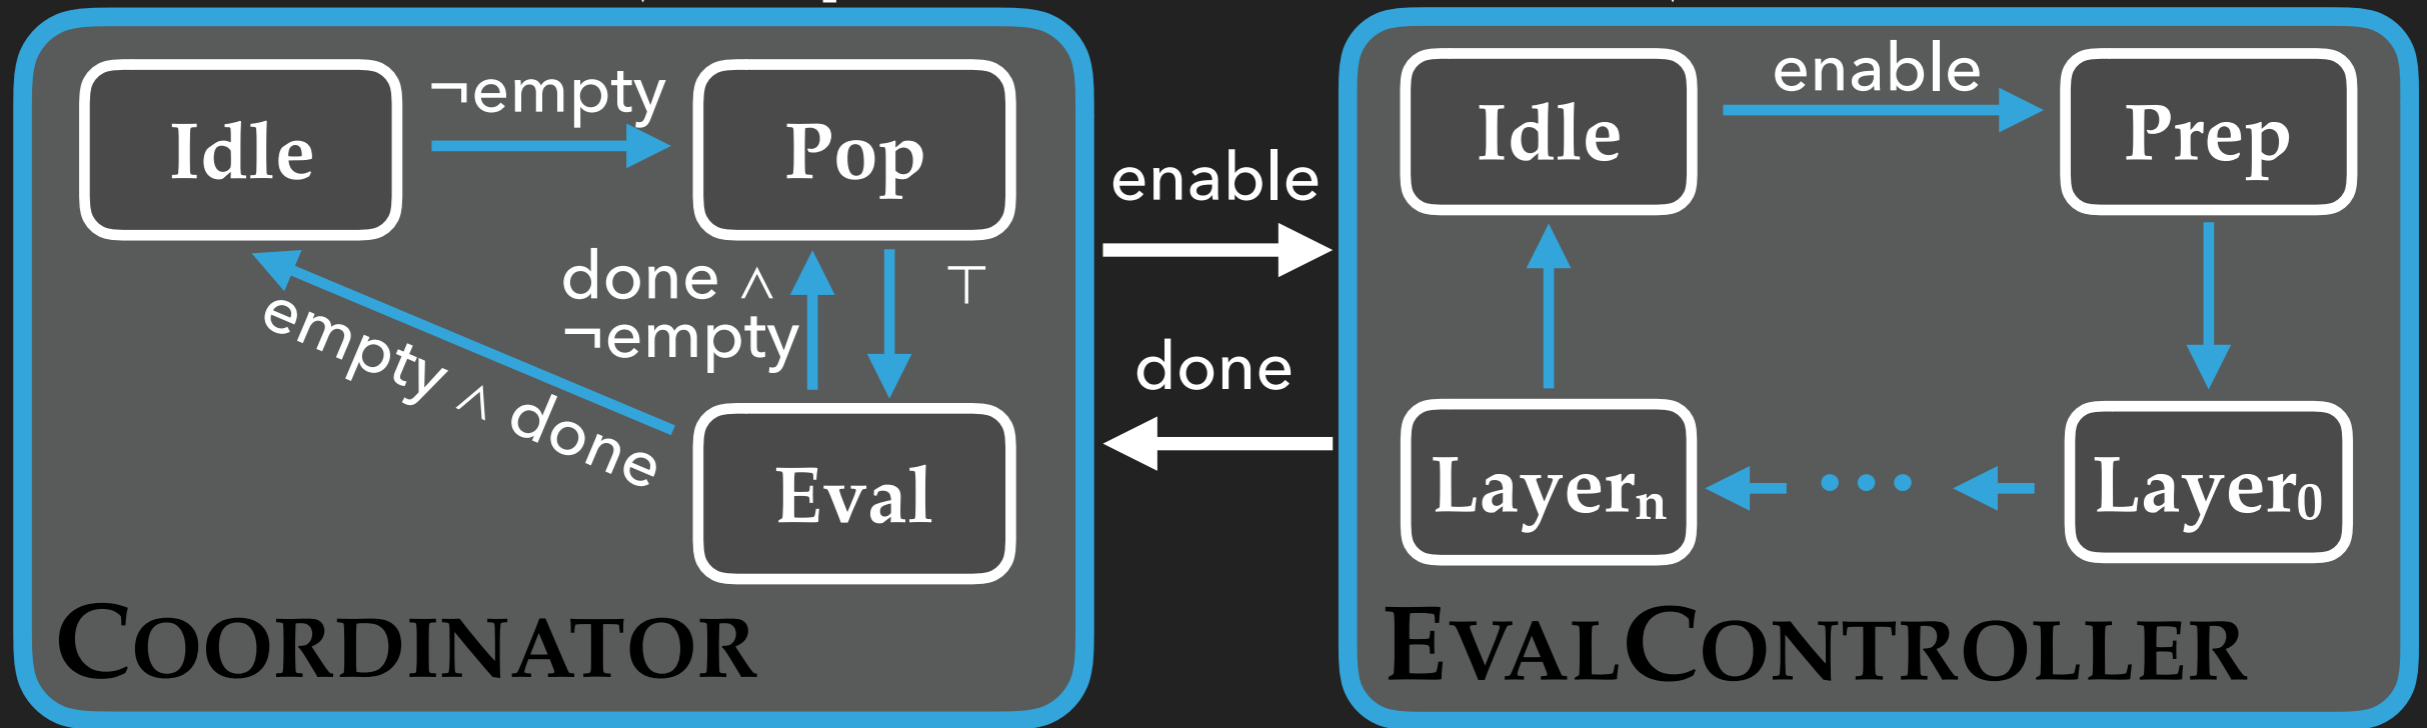 Idle
¬empty
Pop
done ∧
¬empty
⊤
empty ∧ done
Eval
COORDINATOR
enable
done
Idle
enable
Prep
Layern
Layer0
EVALCONTROLLER